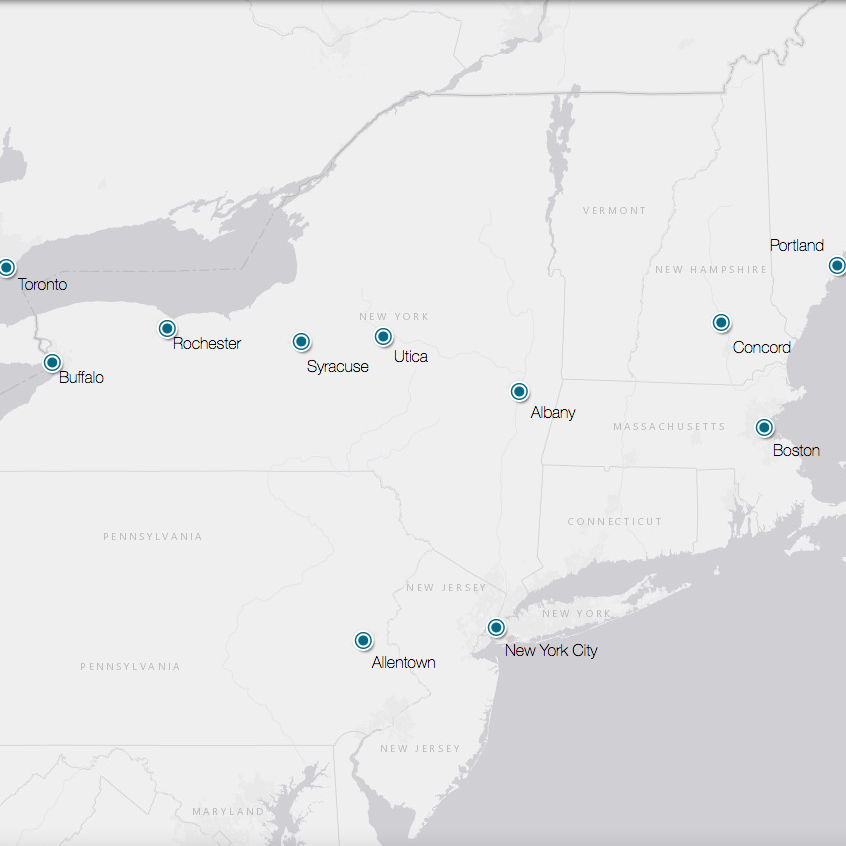 VERMONT
Portland
NEW HAMPSHIRE
Toronto
NEW YORK
Rochester
Concord
Utica
Syracuse
Buffalo
Albany
MASSACHUSETTS
Boston
CONNECTICUT
PENNSYLVANIA
NEW JERSEY
NEW YORK
New York City
Allentown
PENNSYLVANIA
NEW JERSEY
MARYLAND